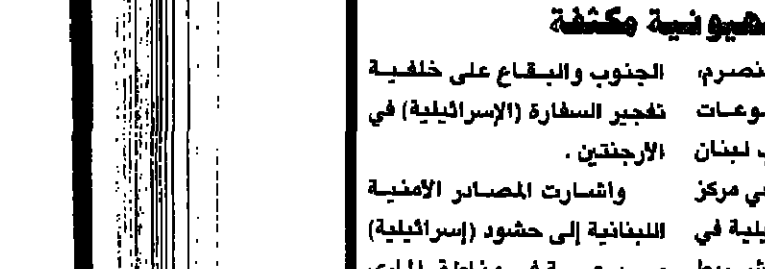 مكثفة
نصرم،
وعات
لبنان
في مركز
يلية في
الجنوب والبقاع على خلفية
تفجير السفارة (الإسرائيلية) في
الارجنتين .
واشارت المصادر الأمنية
اللبنانية إلى حشود (إسرائيلية)